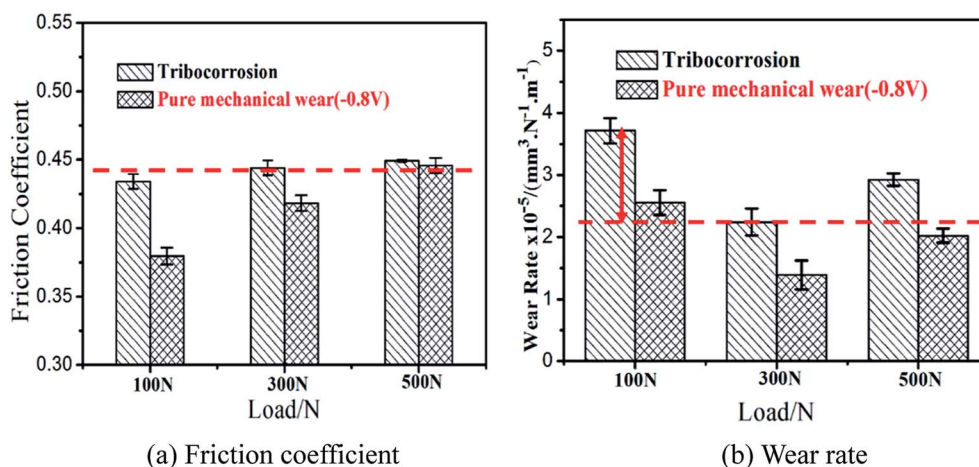 0.55
0.50
0.45
0.40
0.35
0.30
Friction Coefficient
Tribocorrosion
Pure mechanical wear(-0.8V)
100N
300N
500N
Load/N
(a) Friction coefficient
5
4
3
2
1
0
Wear Rate x10⁻⁵/(mm³.N⁻¹.m⁻¹)
Tribocorrosion
Pure mechanical wear(-0.8V)
100N
300N
500N
Load/N
(b) Wear rate